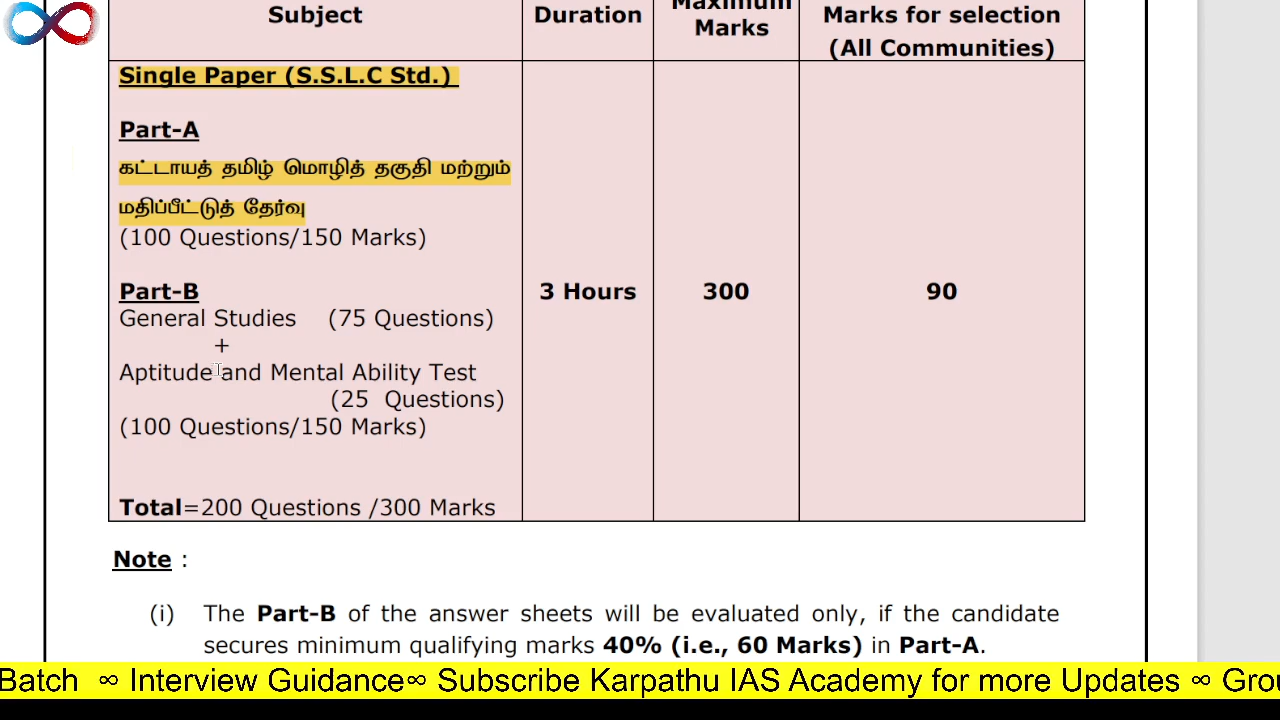 Subject
Duration
Maximum
Marks
Marks for selection
(All Communities)
Single Paper (S.S.L.C Std.)
Part-A
கட்டாயத் தமிழ் மொழித் தகுதி மற்றும்
மதிப்பீட்டுத் தேர்வு
(100 Questions/150 Marks)
Part-B
General Studies (75 Questions)
+
Aptitude and Mental Ability Test
(25 Questions)
(100 Questions/150 Marks)
Total=200 Questions /300 Marks
3 Hours
300
90
Note :
(i) The Part-B of the answer sheets will be evaluated only, if the candidate
secures minimum qualifying marks 40% (i.e., 60 Marks) in Part-A.
Batch ∞ Interview Guidance∞ Subscribe Karpathu IAS Academy for more Updates ∞ Grou